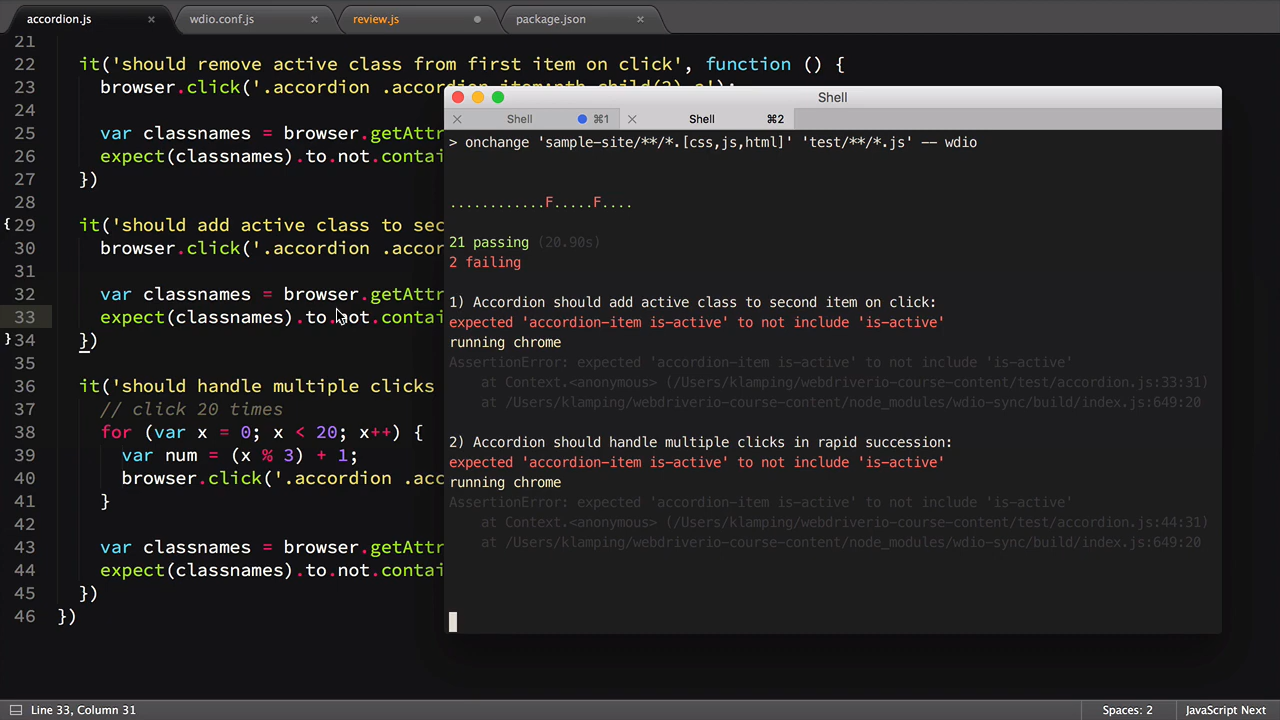 accordion.js × wdio.conf.js × review.js package.json ×
21
22 it('should remove active class from first item on click', function () {
23 browser.click('.accordion .accordion-item:nth-child(2) a');
24
25 var classnames = browser.getAttr
26 expect(classnames).to.not.contai
27 })
28
29 it('should add active class to sec
30 browser.click('.accordion .accor
31
32 var classnames = browser.getAttr
33 expect(classnames).to.not.contai
34 })
35
36 it('should handle multiple clicks
37 // click 20 times
38 for (var x = 0; x < 20; x++) {
39 var num = (x % 3) + 1;
40 browser.click('.accordion .acc
41 }
42
43 var classnames = browser.getAttr
44 expect(classnames).to.not.contai
45 })
46 })
Shell
× Shell ⌘1 × Shell ⌘2
> onchange 'sample-site/**/*.[css,js,html]' 'test/**/*.js' -- wdio
............F.....F....
21 passing (20.90s)
2 failing
1) Accordion should add active class to second item on click:
expected 'accordion-item is-active' to not include 'is-active'
running chrome
AssertionError: expected 'accordion-item is-active' to not include 'is-active'
at Context.<anonymous> (/Users/klamping/webdriverio-course-content/test/accordion.js:33:31)
at /Users/klamping/webdriverio-course-content/node_modules/wdio-sync/build/index.js:649:20
2) Accordion should handle multiple clicks in rapid succession:
expected 'accordion-item is-active' to not include 'is-active'
running chrome
AssertionError: expected 'accordion-item is-active' to not include 'is-active'
at Context.<anonymous> (/Users/klamping/webdriverio-course-content/test/accordion.js:44:31)
at /Users/klamping/webdriverio-course-content/node_modules/wdio-sync/build/index.js:649:20
Line 33, Column 31 Spaces: 2 JavaScript Next